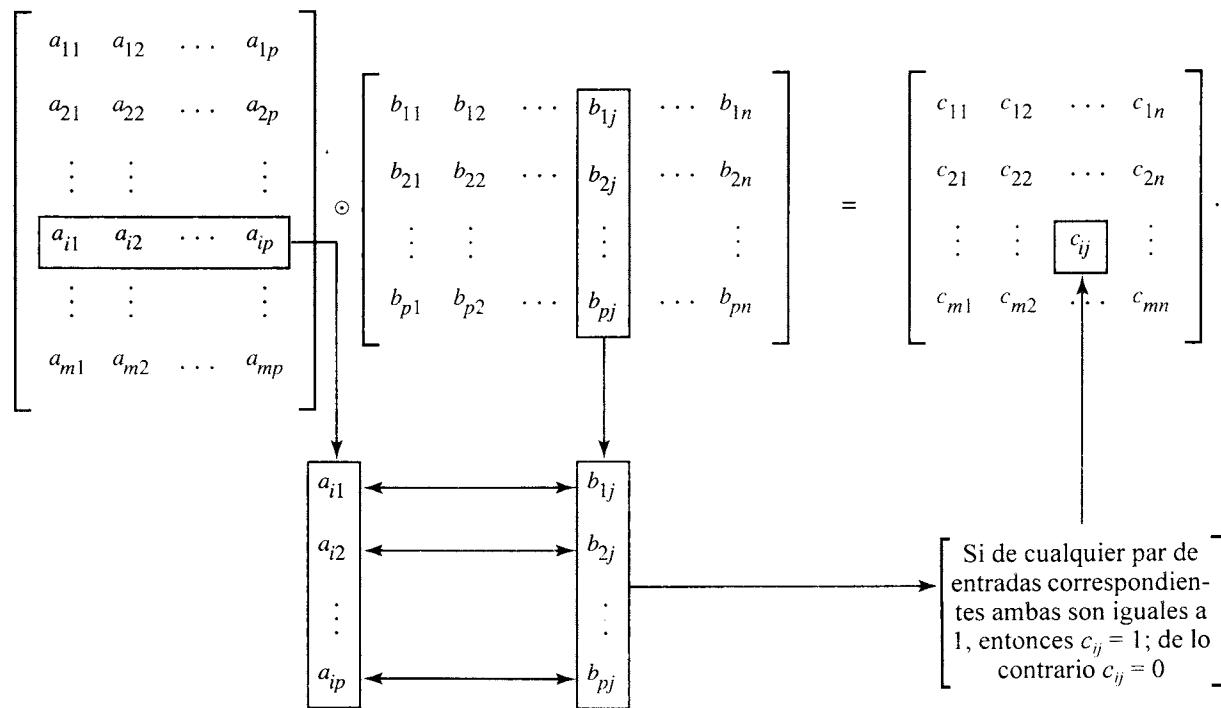 a11 a12 ··· a1p
a21 a22 ··· a2p
⋮ ⋮ ⋮
ai1 ai2 ··· aip
⋮ ⋮ ⋮
am1 am2 ··· amp
⊙
b11 b12 ··· b1j ··· b1n
b21 b22 ··· b2j ··· b2n
⋮ ⋮ ⋮ ⋮
bp1 bp2 ··· bpj ··· bpn
=
c11 c12 ··· c1n
c21 c22 ··· c2n
⋮ ⋮ cij ⋮
cm1 cm2 ··· cmn
.
ai1 b1j
ai2 b2j
⋮ ⋮
aip bpj
Si de cualquier par de
entradas correspondien-
tes ambas son iguales a
1, entonces cij = 1; de lo
contrario cij = 0